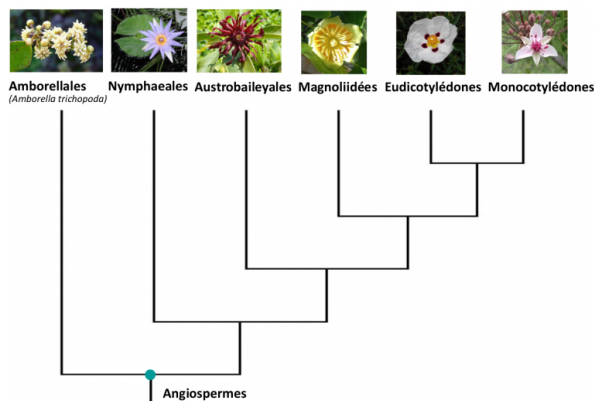 Amborellales
(Amborella trichopoda)
Nymphaeales
Austrobaileyales
Magnoliidées
Eudicotylédones
Monocotylédones
Angiospermes